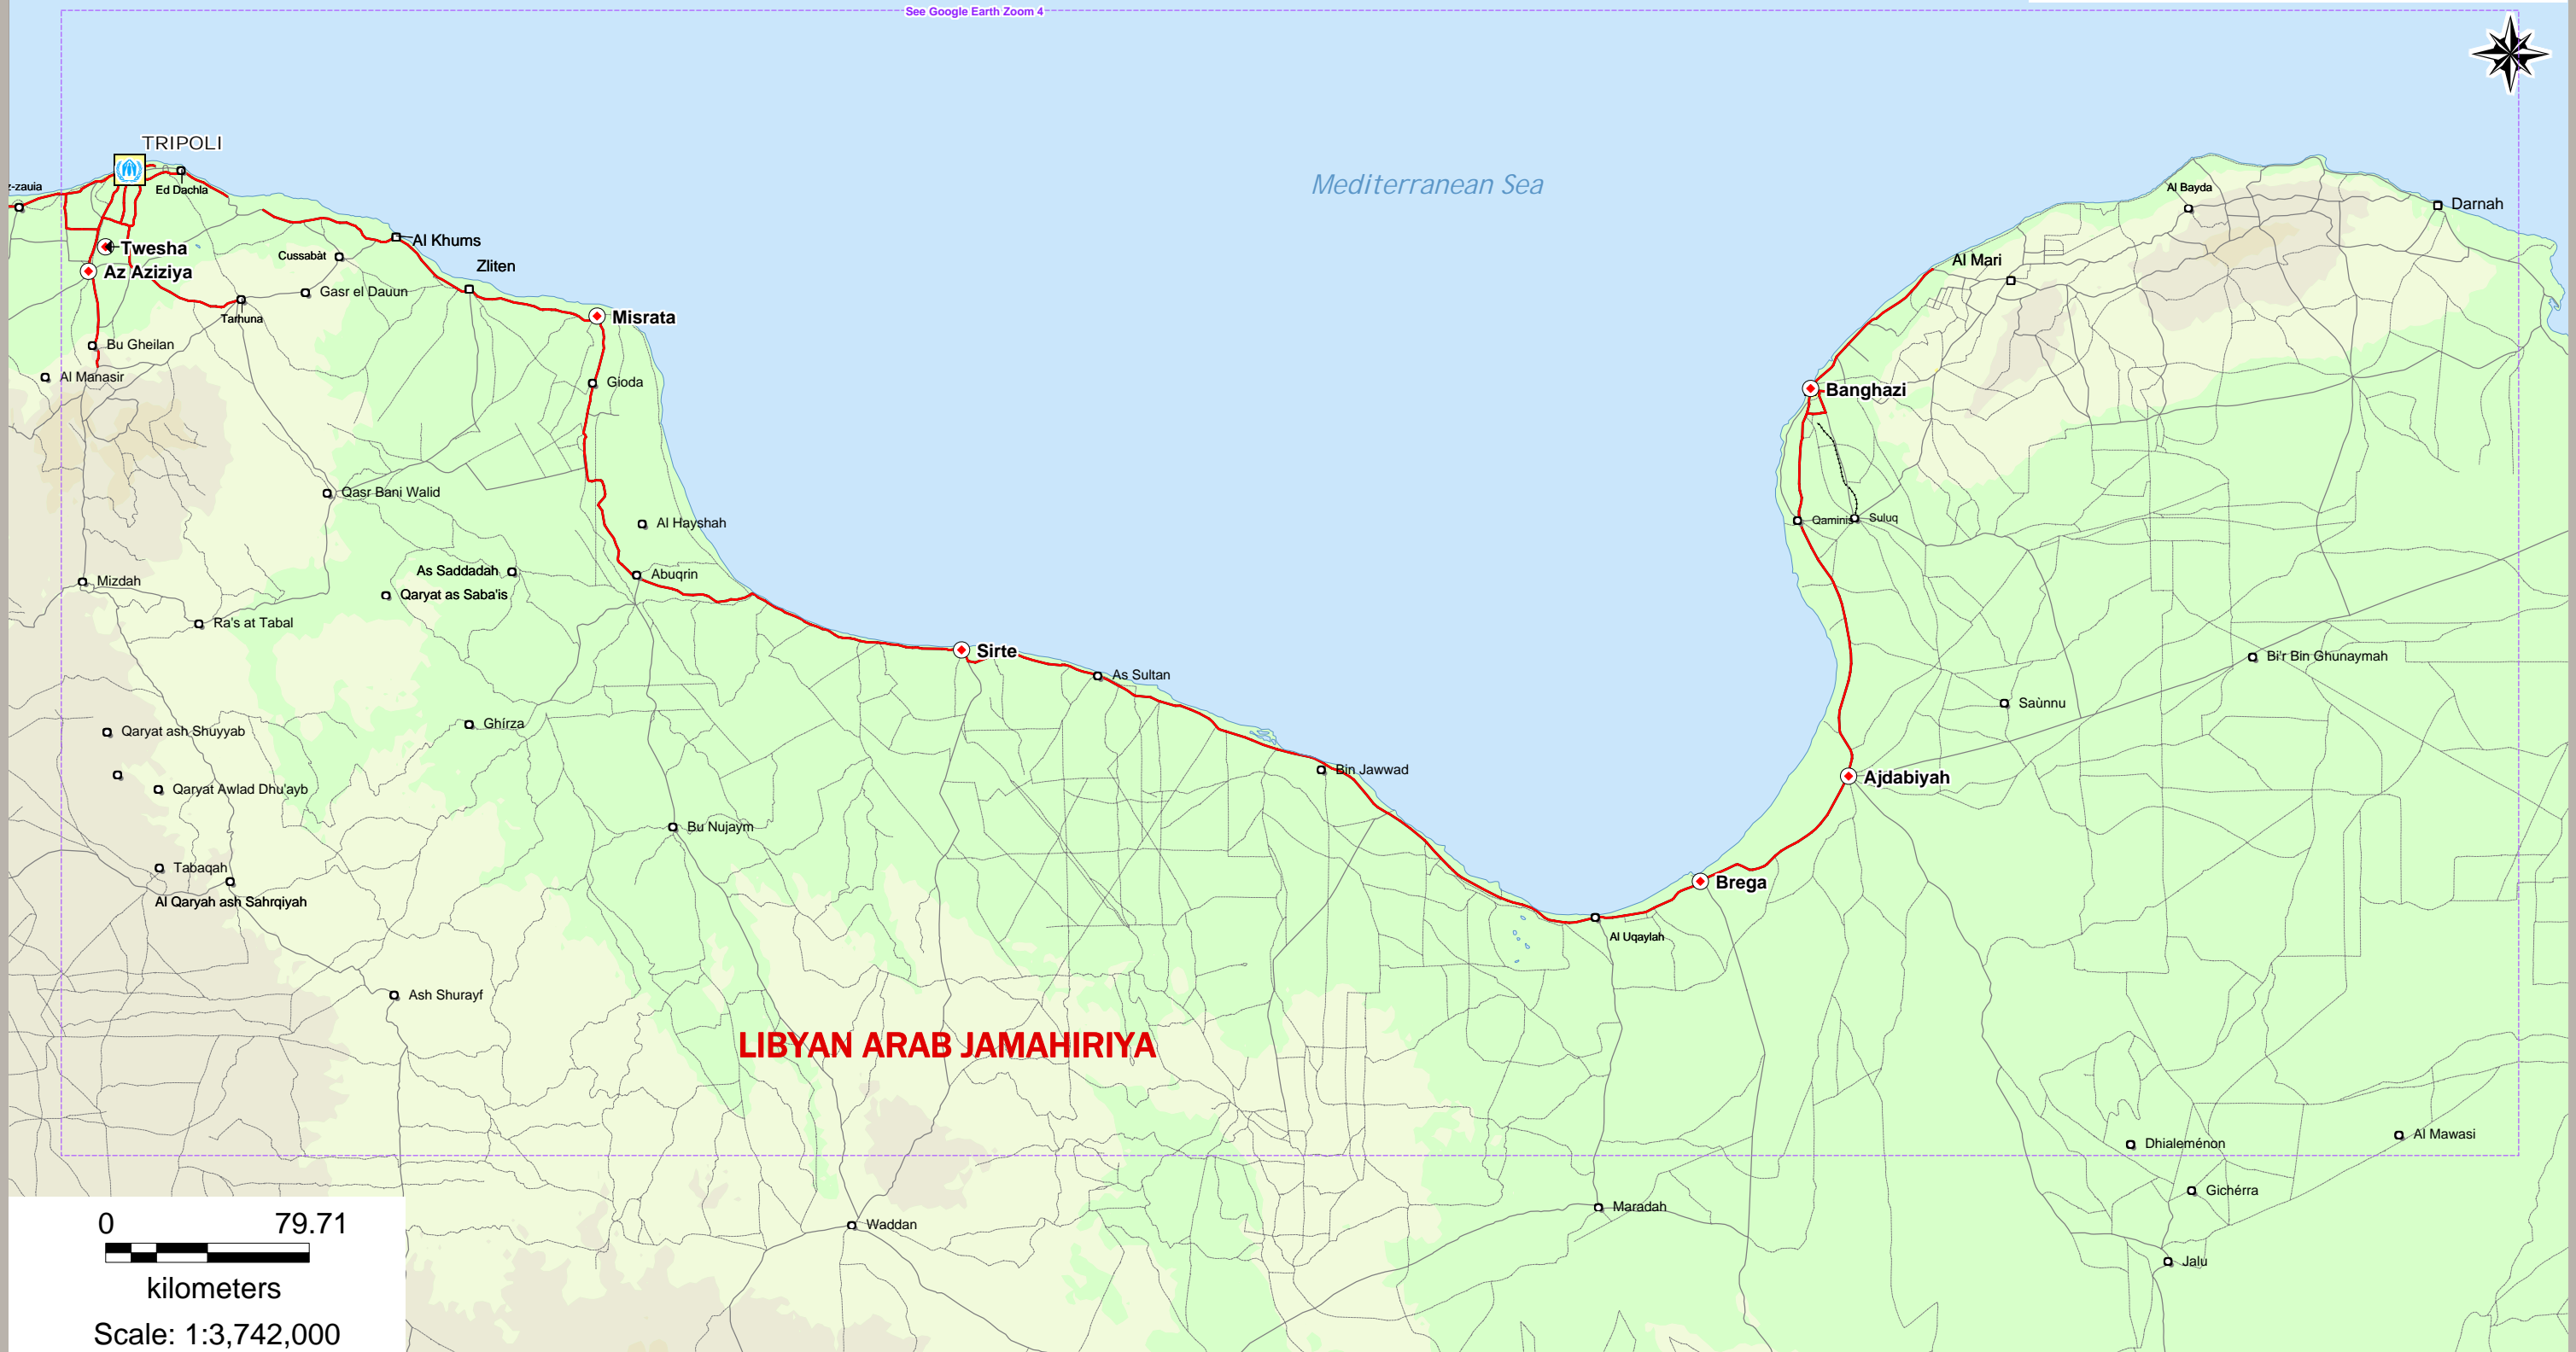 See Google Earth Zoom 4
TRIPOLI
z-zauia
Ed Dachla
Mediterranean Sea
Al Bayda
Darnah
Twesha
Al Khums
Cussabàt
Zliten
Al Mari
Az Aziziya
Gasr el Dauun
Tarhuna
Misrata
Bu Gheilan
Al Manasir
Gioda
Banghazi
Qasr Bani Walid
Al Hayshah
Qaminis
Suluq
As Saddadah
Abuqrin
Mizdah
Qaryat as Saba'is
Ra's at Tabal
Sirte
As Sultan
Bi'r Bin Ghunaymah
Saùnnu
Qaryat ash Shuyyab
Ghírza
Bin Jawwad
Ajdabiyah
Qaryat Awlad Dhu'ayb
Bu Nujaym
Tabaqah
Al Qaryah ash Sahrqiyah
Brega
Al Uqaylah
Ash Shurayf
LIBYAN ARAB JAMAHIRIYA
Dhialeménon
Al Mawasi
Gichérra
Maradah
Waddan
Jalu
0 79.71
kilometers
Scale: 1:3,742,000